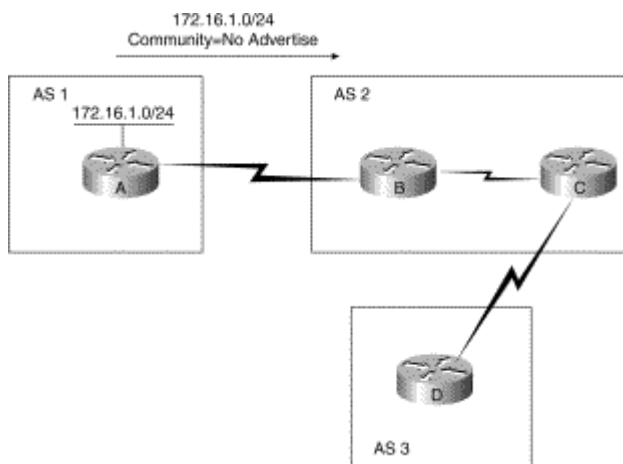 172.16.1.0/24
Community=No Advertise
AS 1
172.16.1.0/24
A
AS 2
B
C
D
AS 3